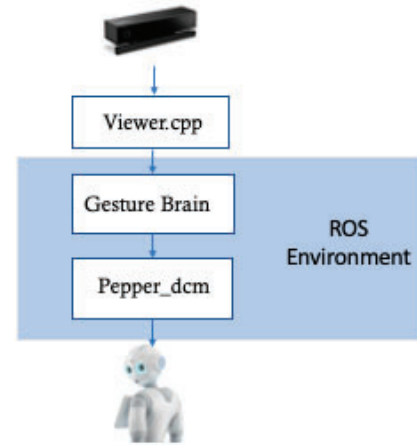 Viewer.cpp
Gesture Brain
ROS
Environment
Pepper_dcm